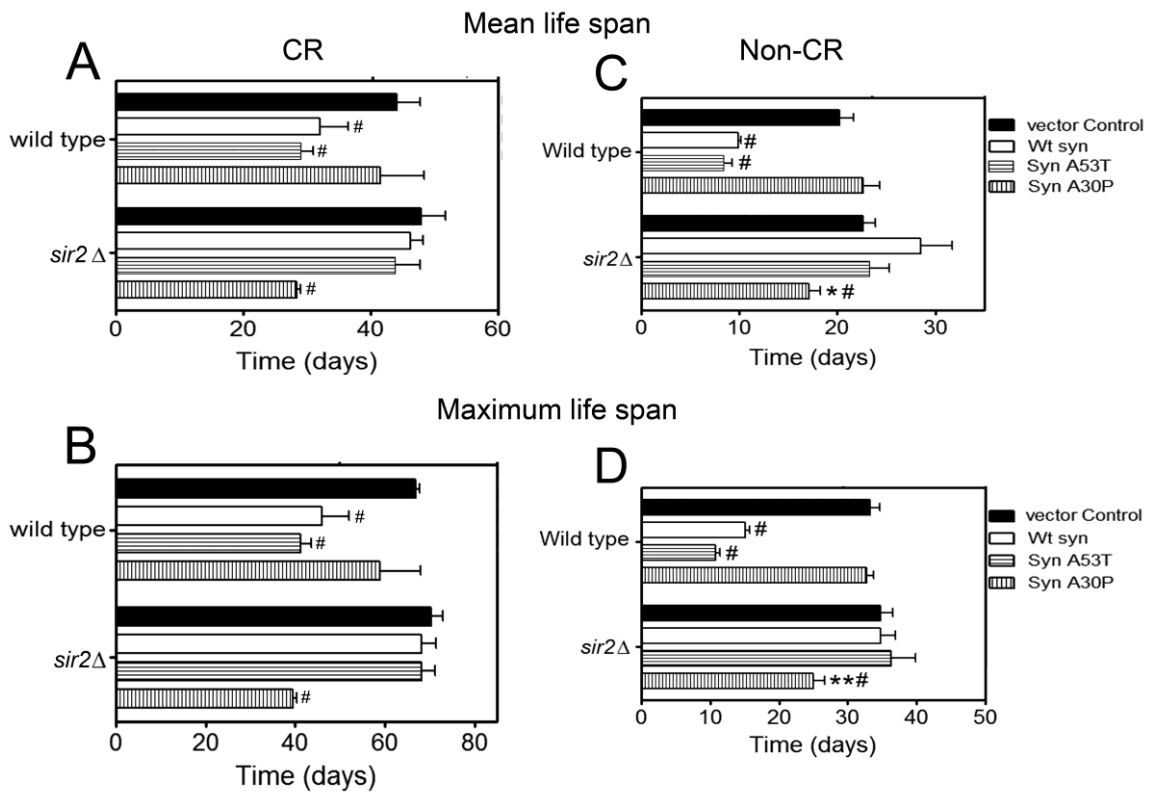 Mean life span
CR
Non-CR
A
wild type
#
#
sir2 Δ
#
0 20 40 60
Time (days)
C
Wild type
#
#
sir2Δ
*#
0 10 20 30
Time (days)
vector Control
Wt syn
Syn A53T
Syn A30P
Maximum life span
B
wild type
#
#
sir2Δ
#
0 20 40 60 80
Time (days)
D
Wild type
#
#
sir2Δ
**#
0 10 20 30 40 50
Time (days)
vector Control
Wt syn
Syn A53T
Syn A30P